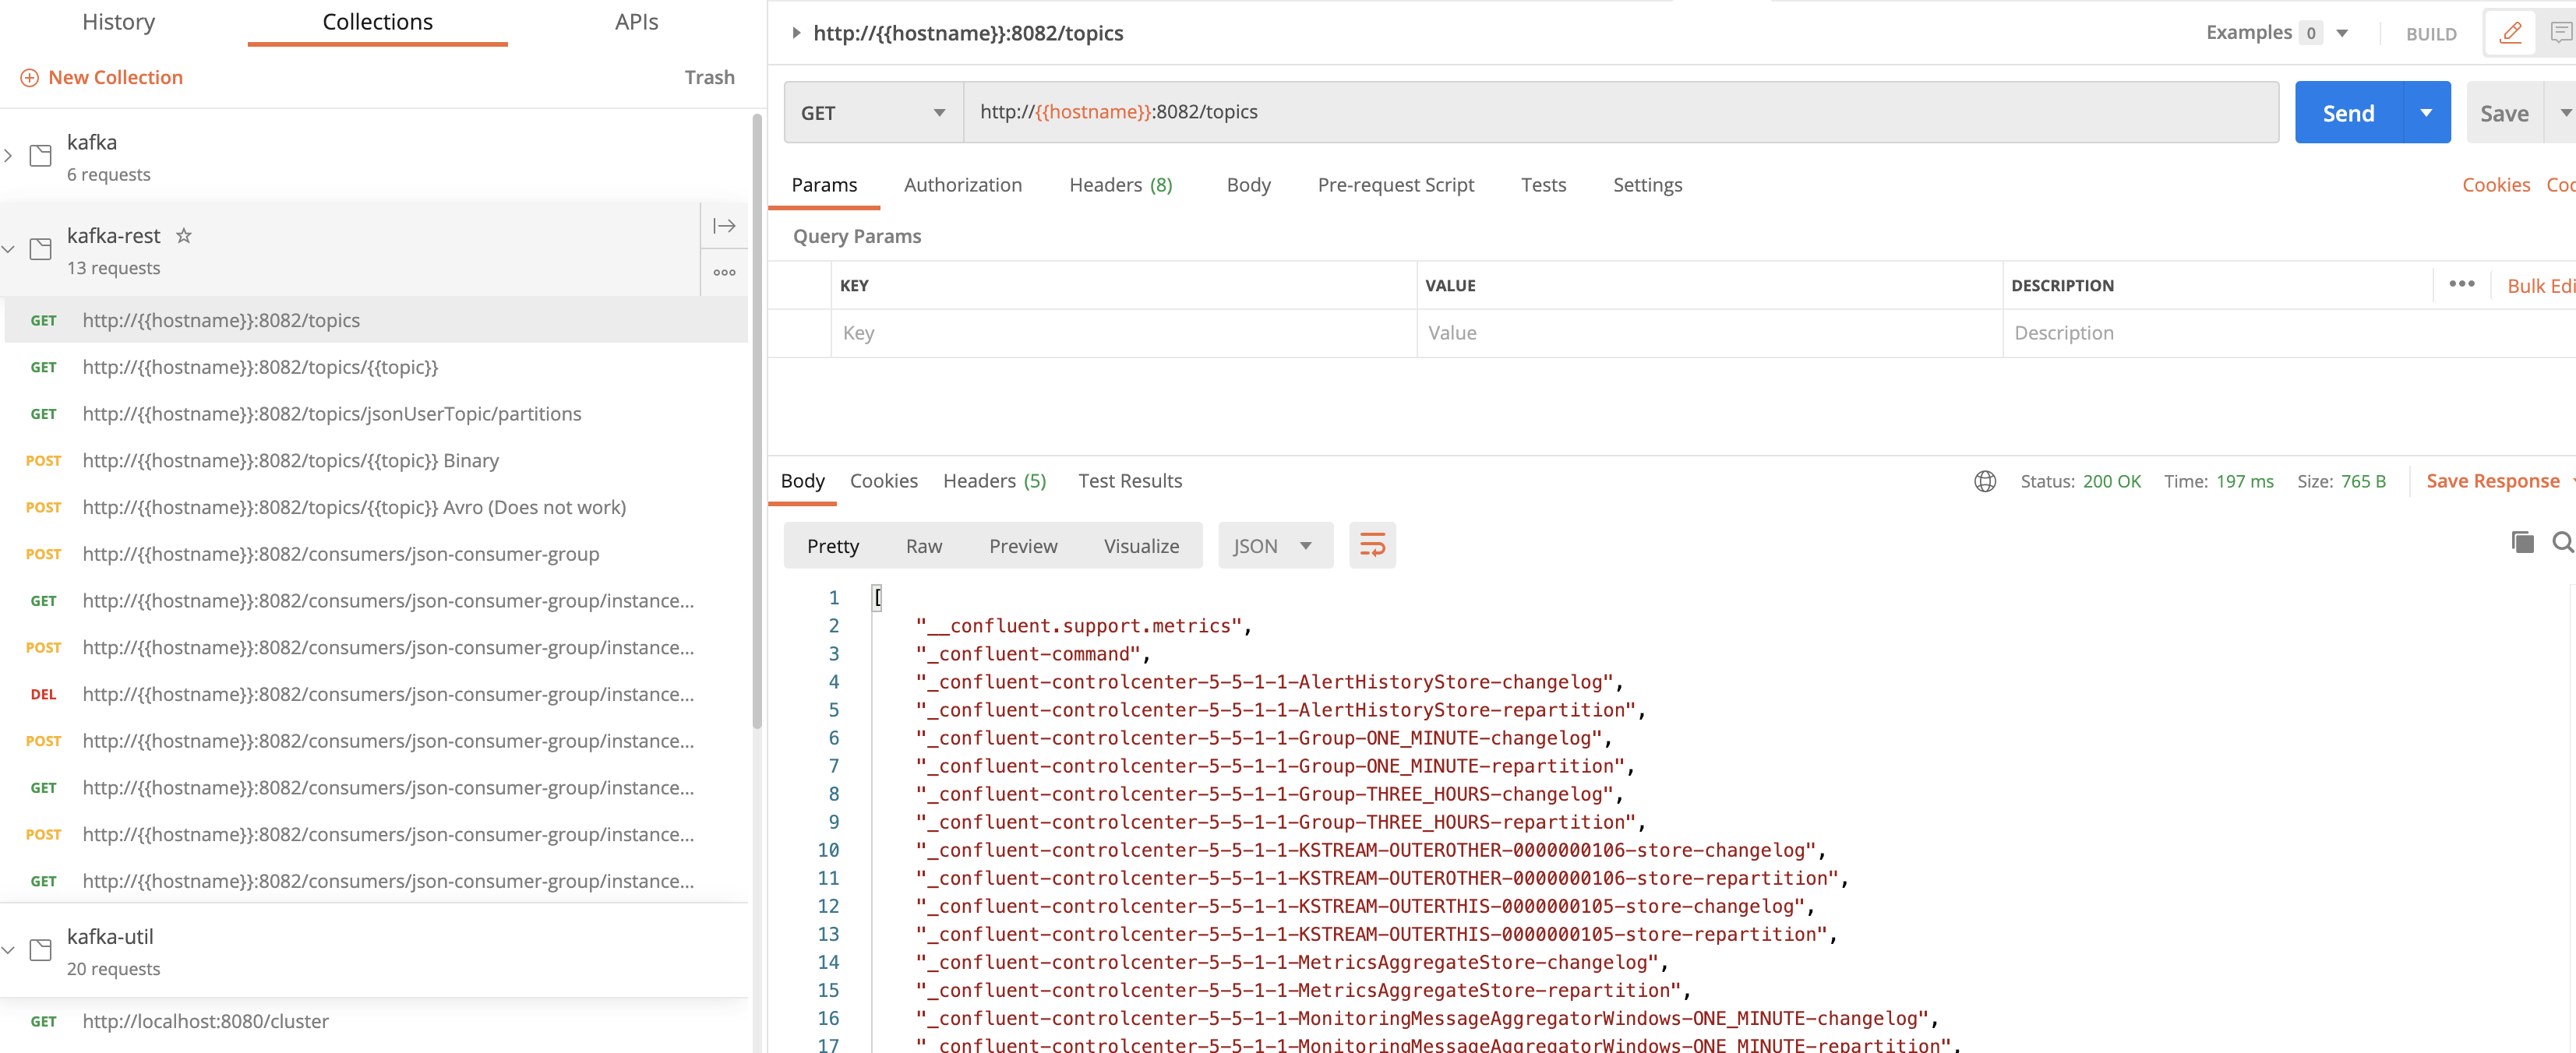 History Collections APIs
New Collection Trash
kafka
6 requests
kafka-rest
13 requests
GET http://{{hostname}}:8082/topics
GET http://{{hostname}}:8082/topics/{{topic}}
GET http://{{hostname}}:8082/topics/jsonUserTopic/partitions
POST http://{{hostname}}:8082/topics/{{topic}} Binary
POST http://{{hostname}}:8082/topics/{{topic}} Avro (Does not work)
POST http://{{hostname}}:8082/consumers/json-consumer-group
GET http://{{hostname}}:8082/consumers/json-consumer-group/instance...
POST http://{{hostname}}:8082/consumers/json-consumer-group/instance...
DEL http://{{hostname}}:8082/consumers/json-consumer-group/instance...
POST http://{{hostname}}:8082/consumers/json-consumer-group/instance...
GET http://{{hostname}}:8082/consumers/json-consumer-group/instance...
POST http://{{hostname}}:8082/consumers/json-consumer-group/instance...
GET http://{{hostname}}:8082/consumers/json-consumer-group/instance...
kafka-util
20 requests
GET http://localhost:8080/cluster
http://{{hostname}}:8082/topics Examples 0 BUILD
GET http://{{hostname}}:8082/topics Send Save
Params Authorization Headers (8) Body Pre-request Script Tests Settings Cookies Coc
Query Params
KEY VALUE DESCRIPTION ••• Bulk Edi
Key Value Description
Body Cookies Headers (5) Test Results Status: 200 OK Time: 197 ms Size: 765 B Save Response
Pretty Raw Preview Visualize JSON
1 [
2 "__confluent.support.metrics",
3 "_confluent-command",
4 "_confluent-controlcenter-5-5-1-1-AlertHistoryStore-changelog",
5 "_confluent-controlcenter-5-5-1-1-AlertHistoryStore-repartition",
6 "_confluent-controlcenter-5-5-1-1-Group-ONE_MINUTE-changelog",
7 "_confluent-controlcenter-5-5-1-1-Group-ONE_MINUTE-repartition",
8 "_confluent-controlcenter-5-5-1-1-Group-THREE_HOURS-changelog",
9 "_confluent-controlcenter-5-5-1-1-Group-THREE_HOURS-repartition",
10 "_confluent-controlcenter-5-5-1-1-KSTREAM-OUTEROTHER-0000000106-store-changelog",
11 "_confluent-controlcenter-5-5-1-1-KSTREAM-OUTEROTHER-0000000106-store-repartition",
12 "_confluent-controlcenter-5-5-1-1-KSTREAM-OUTERTHIS-0000000105-store-changelog",
13 "_confluent-controlcenter-5-5-1-1-KSTREAM-OUTERTHIS-0000000105-store-repartition",
14 "_confluent-controlcenter-5-5-1-1-MetricsAggregateStore-changelog",
15 "_confluent-controlcenter-5-5-1-1-MetricsAggregateStore-repartition",
16 "_confluent-controlcenter-5-5-1-1-MonitoringMessageAggregatorWindows-ONE_MINUTE-changelog",
17 "_confluent-controlcenter-5-5-1-1-MonitoringMessageAggregatorWindows-ONE_MINUTE-repartition",